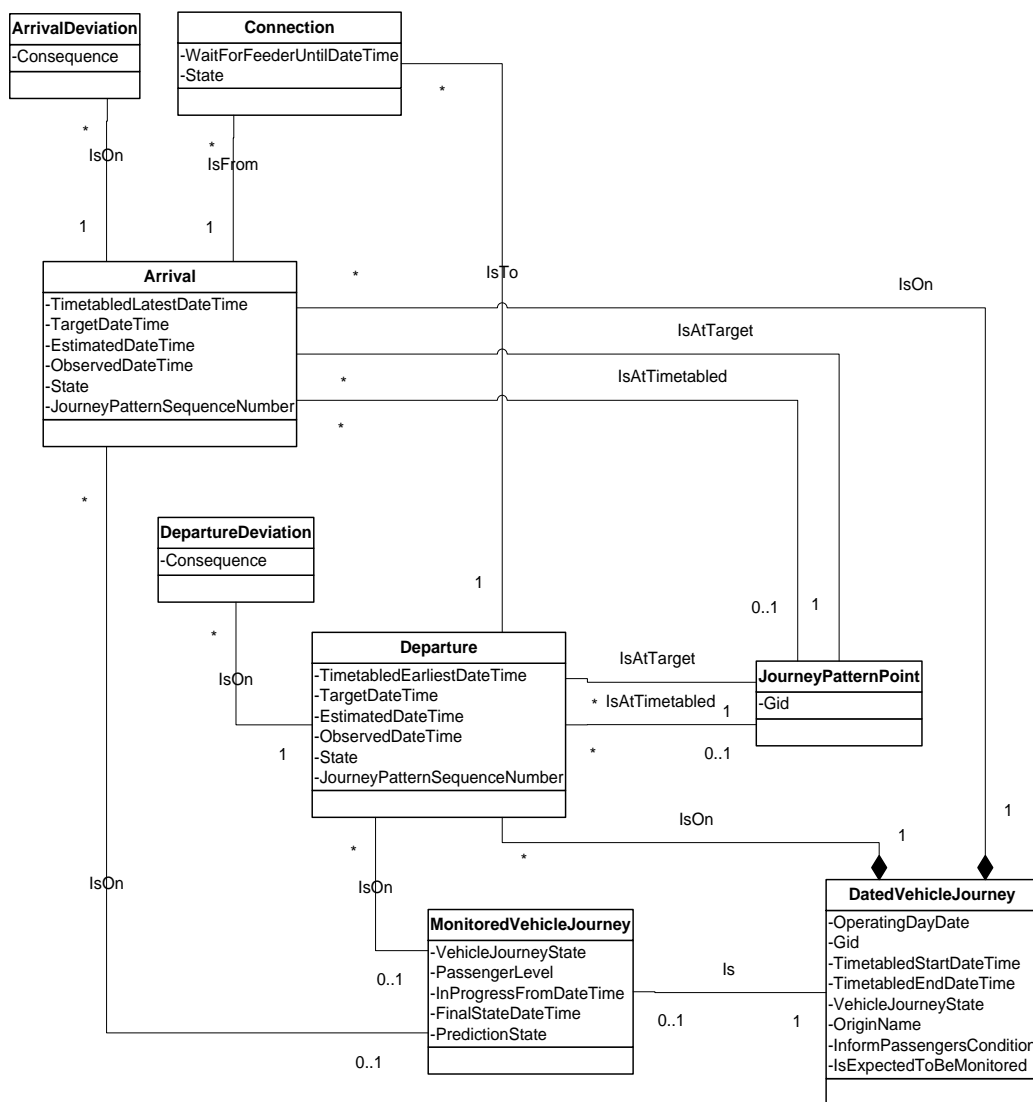 ArrivalDeviation
-Consequence
Connection
-WaitForFeederUntilDateTime
-State
*
*
*
IsOn
IsFrom
1
1
IsTo
Arrival
-TimetabledLatestDateTime
-TargetDateTime
-EstimatedDateTime
-ObservedDateTime
-State
-JourneyPatternSequenceNumber
*
IsOn
IsAtTarget
*
IsAtTimetabled
*
*
DepartureDeviation
-Consequence
*
IsOn
1
1
0..1
1
Departure
-TimetabledEarliestDateTime
-TargetDateTime
-EstimatedDateTime
-ObservedDateTime
-State
-JourneyPatternSequenceNumber
IsAtTarget
*
IsAtTimetabled
1
*
0..1
JourneyPatternPoint
-Gid
IsOn
1
1
*
*
IsOn
IsOn
0..1
0..1
MonitoredVehicleJourney
-VehicleJourneyState
-PassengerLevel
-InProgressFromDateTime
-FinalStateDateTime
-PredictionState
Is
0..1
1
DatedVehicleJourney
-OperatingDayDate
-Gid
-TimetabledStartDateTime
-TimetabledEndDateTime
-VehicleJourneyState
-OriginName
-InformPassengersCondition
-IsExpectedToBeMonitored